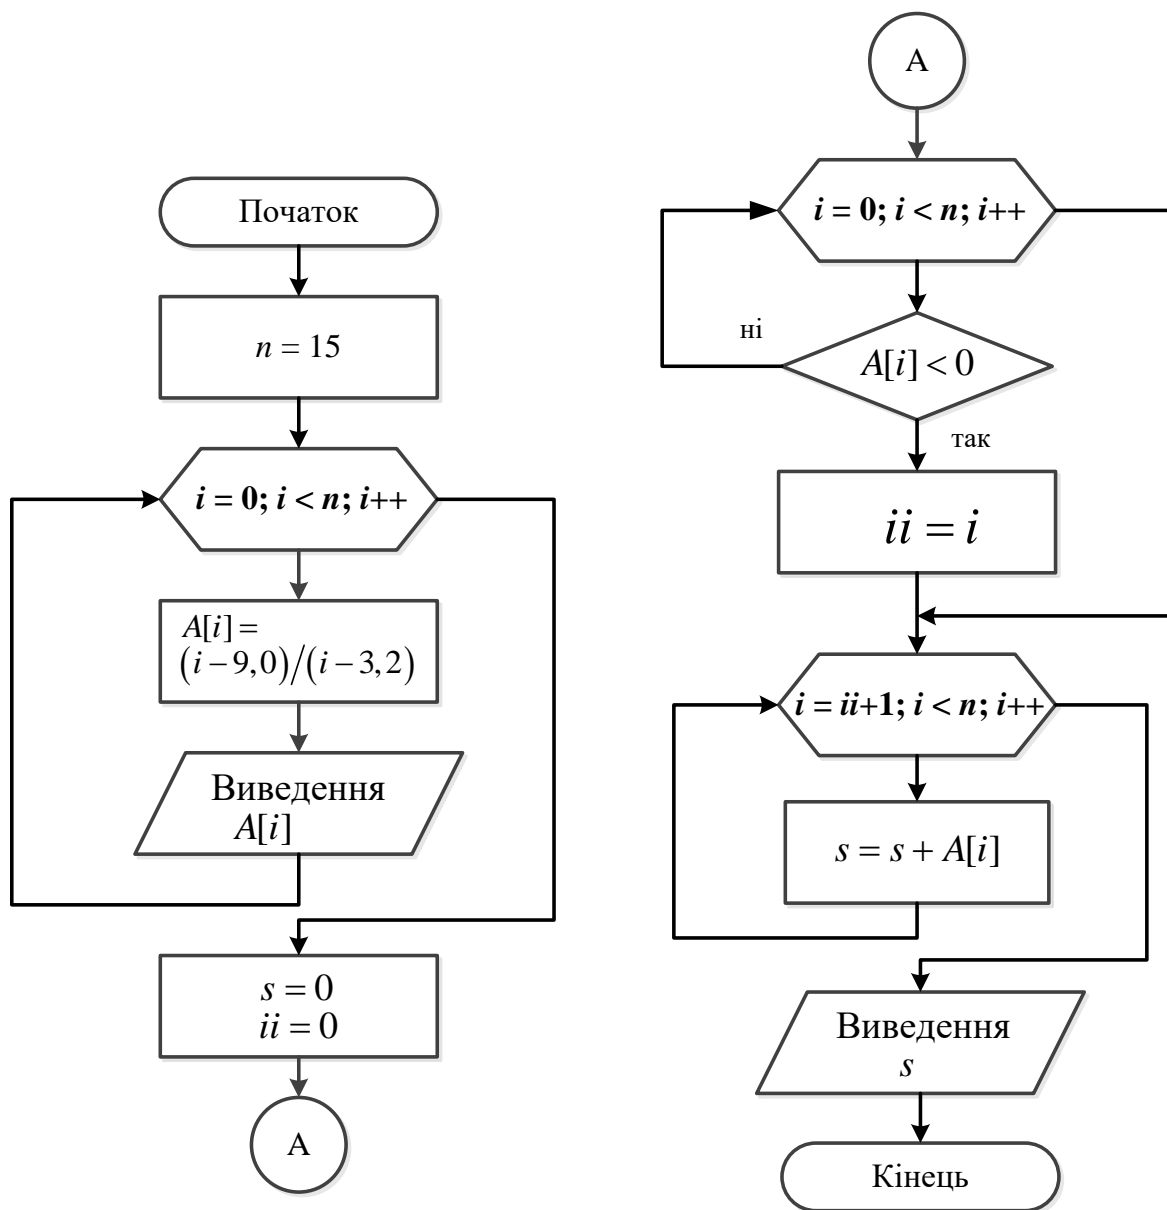 Початок
n = 15
i = 0; i < n; i++
A[i] =
(i − 9,0)/(i − 3,2)
Виведення
A[i]
s = 0
ii = 0
А
А
i = 0; i < n; i++
ні
A[i] < 0
так
ii = i
i = ii+1; i < n; i++
s = s + A[i]
Виведення
s
Кінець